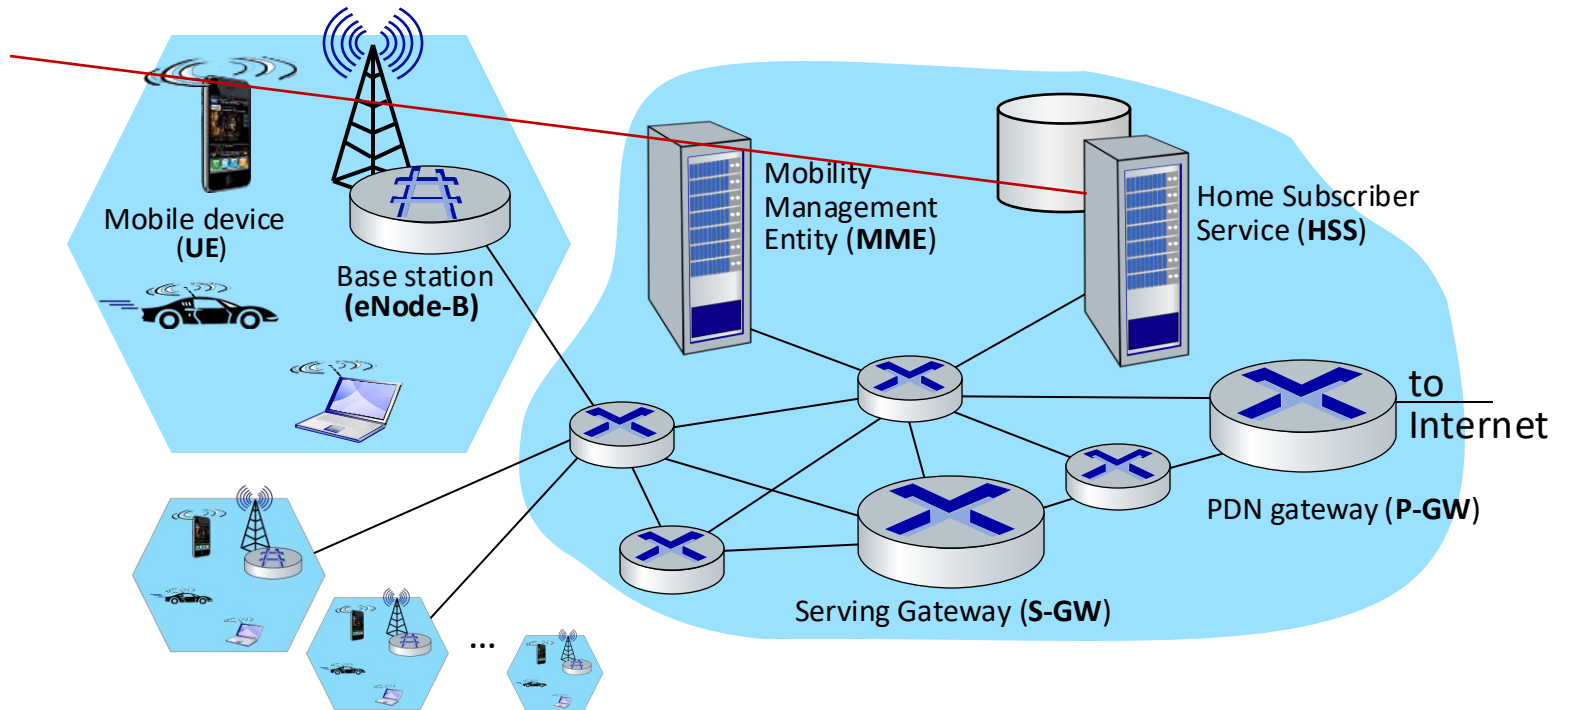 Mobile device
(UE)
Base station
(eNode-B)
Mobility
Management
Entity (MME)
Home Subscriber
Service (HSS)
to
Internet
PDN gateway (P-GW)
Serving Gateway (S-GW)
...